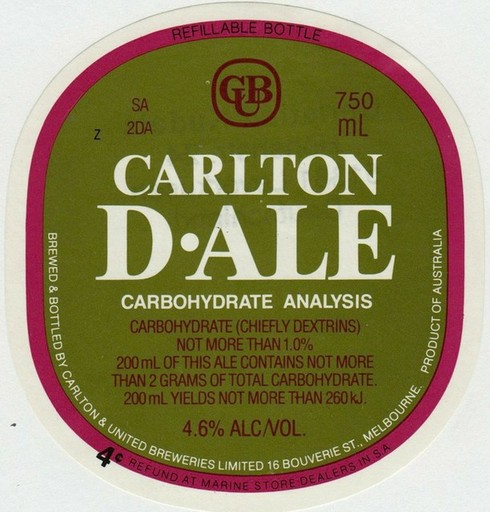 REFILLABLE BOTTLE
CUB
SA
2DA
Z
750
mL
CARLTON
D·ALE
CARBOHYDRATE ANALYSIS
CARBOHYDRATE (CHIEFLY DEXTRINS)
NOT MORE THAN 1.0%
200 mL OF THIS ALE CONTAINS NOT MORE
THAN 2 GRAMS OF TOTAL CARBOHYDRATE.
200 mL YIELDS NOT MORE THAN 260 kJ.
4.6% ALC/VOL.
BREWED & BOTTLED BY CARLTON & UNITED BREWERIES LIMITED 16 BOUVERIE ST., MELBOURNE. PRODUCT OF AUSTRALIA
4¢ REFUND AT MARINE STORE DEALERS IN S.A.